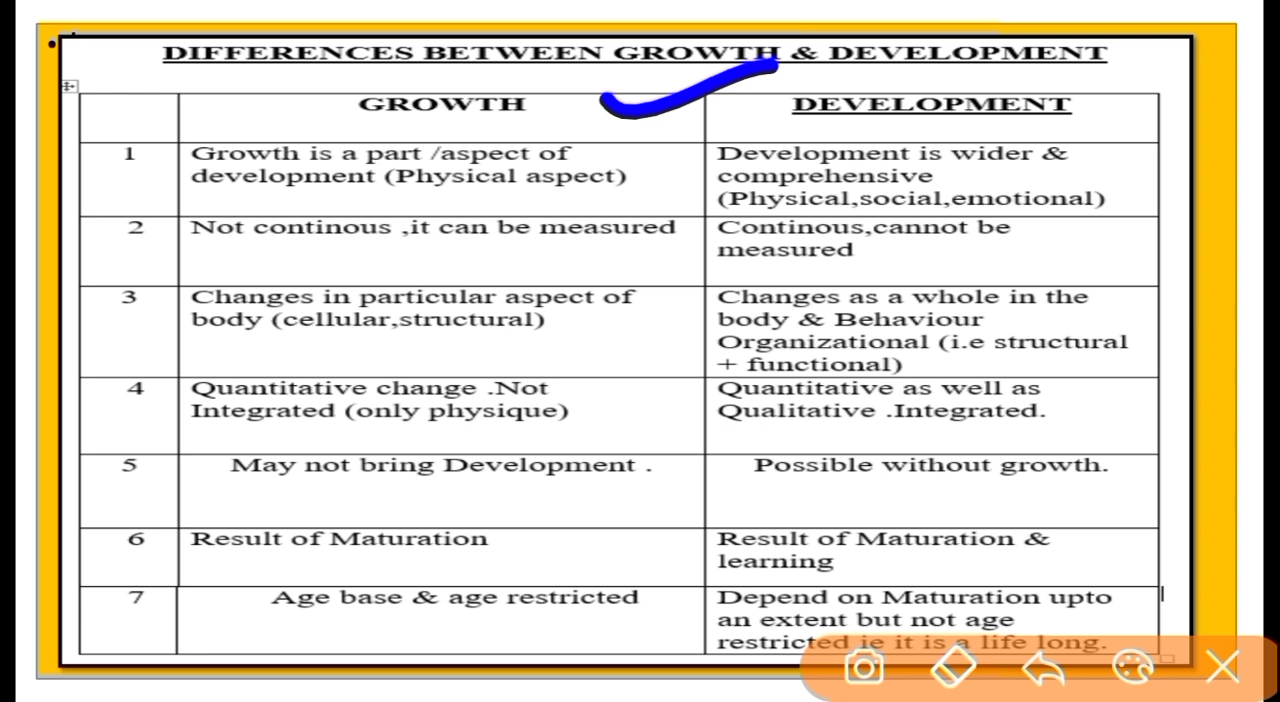 DIFFERENCES BETWEEN GROWTH & DEVELOPMENT
GROWTH
DEVELOPMENT
1
Growth is a part /aspect of
development (Physical aspect)
Development is wider &
comprehensive
(Physical,social,emotional)
2
Not continous ,it can be measured
Continous,cannot be
measured
3
Changes in particular aspect of
body (cellular,structural)
Changes as a whole in the
body & Behaviour
Organizational (i.e structural
+ functional)
4
Quantitative change .Not
Integrated (only physique)
Quantitative as well as
Qualitative .Integrated.
5
May not bring Development .
Possible without growth.
6
Result of Maturation
Result of Maturation &
learning
7
Age base & age restricted
Depend on Maturation upto
an extent but not age
restricted ie it is a life long.